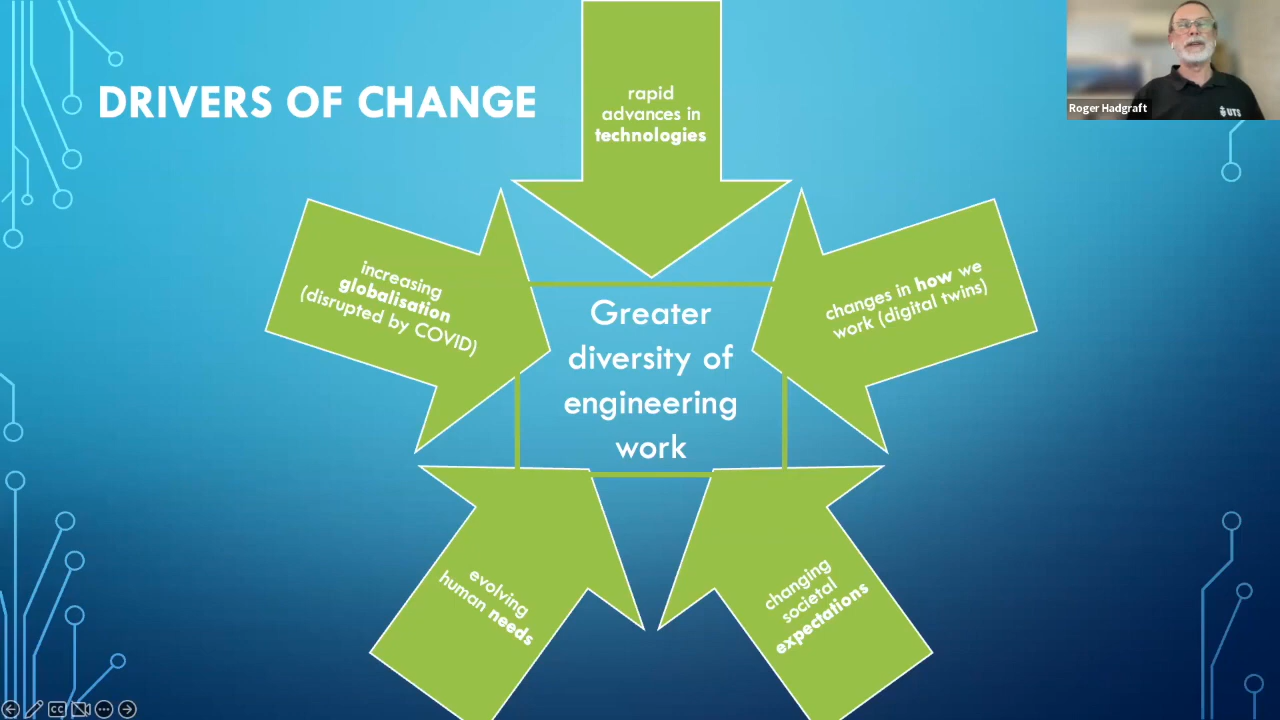 DRIVERS OF CHANGE
rapid
advances in
technologies
Roger Hadgraft
UTS
increasing
globalisation
(disrupted by COVID)
changes in how we
work (digital twins)
Greater
diversity of
engineering
work
evolving
human needs
changing
societal
expectations
CC